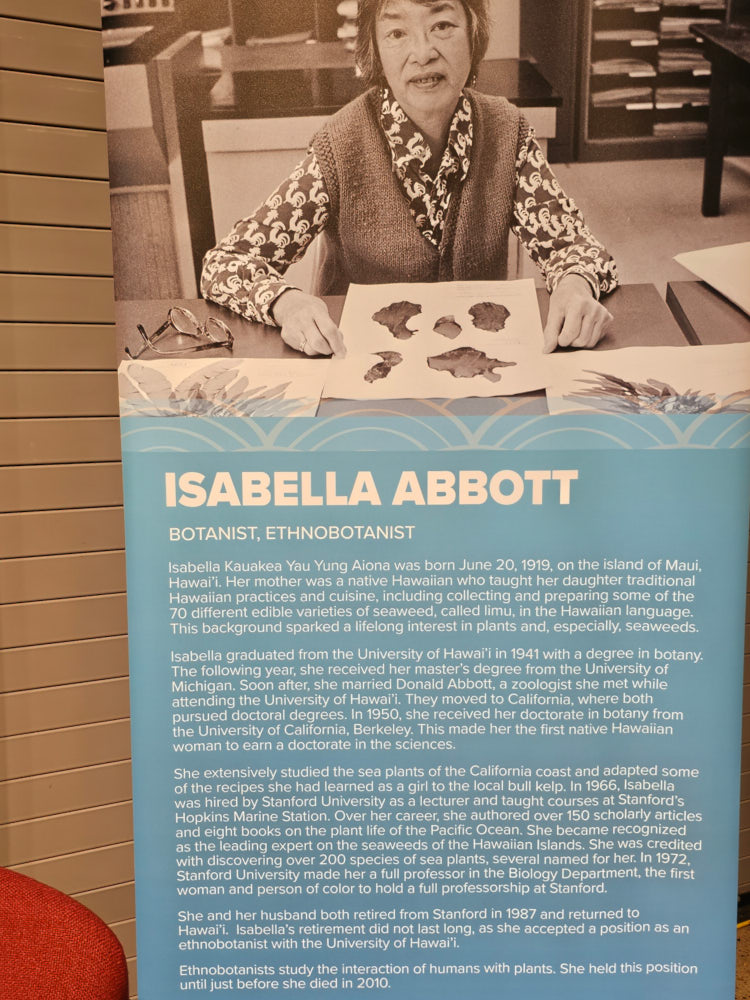 ISABELLA ABBOTT
BOTANIST, ETHNOBOTANIST
Isabella Kauakea Yau Yung Aiona was born June 20, 1919, on the island of Maui,
Hawai'i. Her mother was a native Hawaiian who taught her daughter traditional
Hawaiian practices and cuisine, including collecting and preparing some of the
70 different edible varieties of seaweed, called limu, in the Hawaiian language.
This background sparked a lifelong interest in plants and, especially, seaweeds.
Isabella graduated from the University of Hawai'i in 1941 with a degree in botany.
The following year, she received her master's degree from the University of
Michigan. Soon after, she married Donald Abbott, a zoologist she met while
attending the University of Hawai'i. They moved to California, where both
pursued doctoral degrees. In 1950, she received her doctorate in botany from
the University of California, Berkeley. This made her the first native Hawaiian
woman to earn a doctorate in the sciences.
She extensively studied the sea plants of the California coast and adapted some
of the recipes she had learned as a girl to the local bull kelp. In 1966, Isabella
was hired by Stanford University as a lecturer and taught courses at Stanford's
Hopkins Marine Station. Over her career, she authored over 150 scholarly articles
and eight books on the plant life of the Pacific Ocean. She became recognized
as the leading expert on the seaweeds of the Hawaiian Islands. She was credited
with discovering over 200 species of sea plants, several named for her. In 1972,
Stanford University made her a full professor in the Biology Department, the first
woman and person of color to hold a full professorship at Stanford.
She and her husband both retired from Stanford in 1987 and returned to
Hawai'i. Isabella's retirement did not last long, as she accepted a position as an
ethnobotanist with the University of Hawai'i.
Ethnobotanists study the interaction of humans with plants. She held this position
until just before she died in 2010.